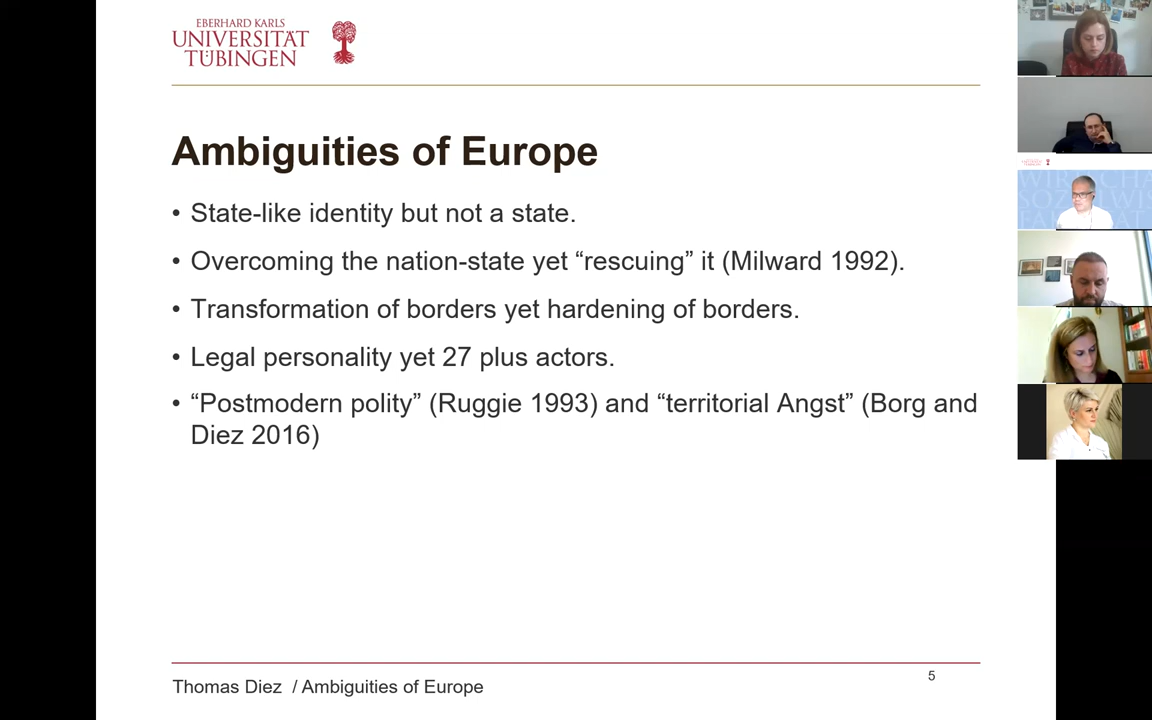 EBERHARD KARLS
UNIVERSITÄT
TÜBINGEN
Ambiguities of Europe
• State-like identity but not a state.
• Overcoming the nation-state yet “rescuing” it (Milward 1992).
• Transformation of borders yet hardening of borders.
• Legal personality yet 27 plus actors.
• “Postmodern polity” (Ruggie 1993) and “territorial Angst” (Borg and
Diez 2016)
Thomas Diez / Ambiguities of Europe
5